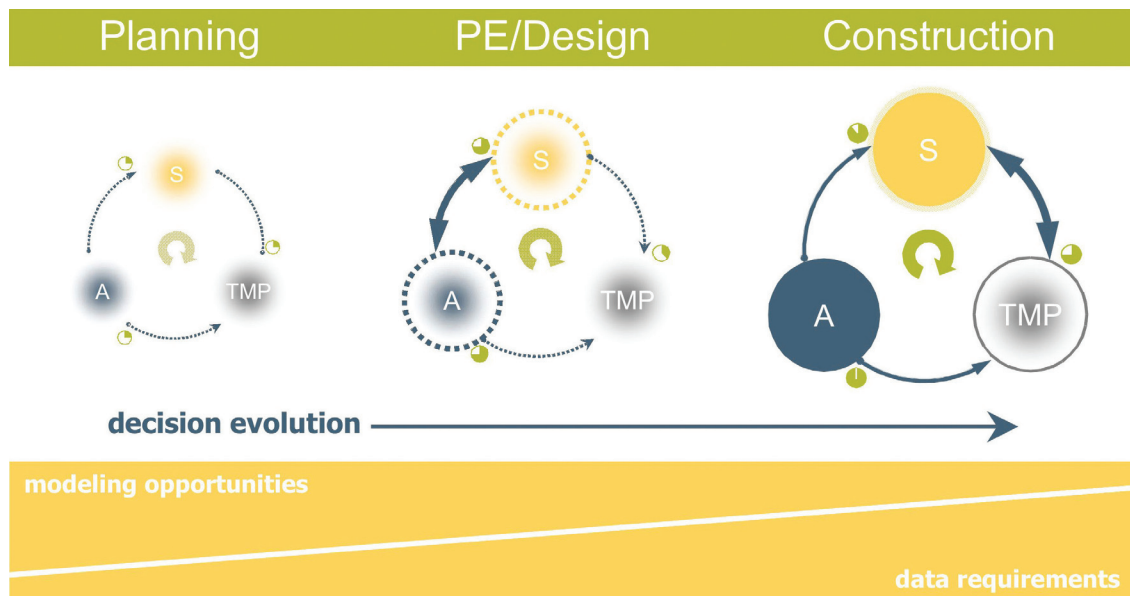 Planning
PE/Design
Construction
S
A
TMP
S
A
TMP
S
A
TMP
decision evolution
modeling opportunities
data requirements